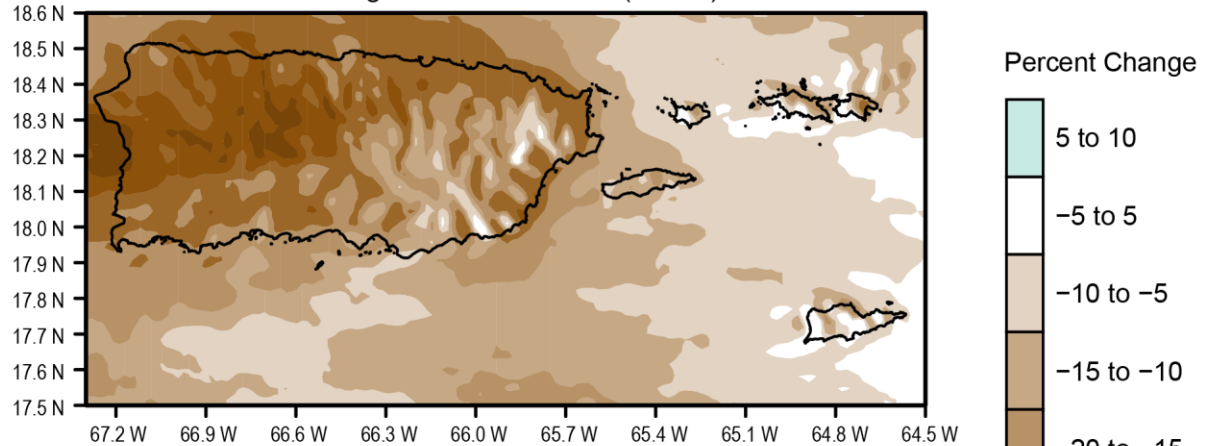 18.6 N
18.5 N
18.4 N
18.3 N
18.2 N
18.1 N
18.0 N
17.9 N
17.8 N
17.7 N
17.6 N
17.5 N
67.2 W 66.9 W 66.6 W 66.3 W 66.0 W 65.7 W 65.4 W 65.1 W 64.8 W 64.5 W
Percent Change
5 to 10
−5 to 5
−10 to −5
−15 to −10